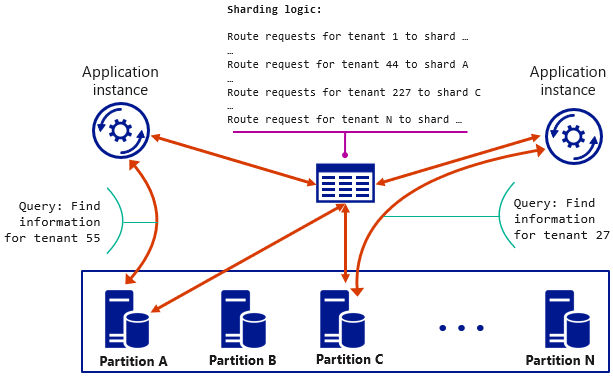 Sharding logic:
Route requests for tenant 1 to shard …
…
Route request for tenant 44 to shard A
…
Route requests for tenant 227 to shard C
…
Route request for tenant N to shard …
Application
instance
Application
instance
Query: Find
information
for tenant 55
Query: Find
information
for tenant 27
Partition A
Partition B
Partition C
Partition N